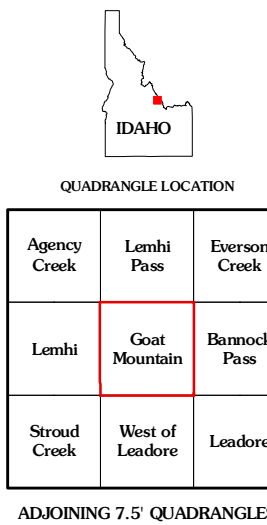 IDAHO
QUADRANGLE LOCATION
Agency
Creek
Lemhi
Pass
Everson
Creek
Lemhi
Goat
Mountain
Bannock
Pass
Stroud
Creek
West of
Leadore
Leadore
ADJOINING 7.5' QUADRANGLE